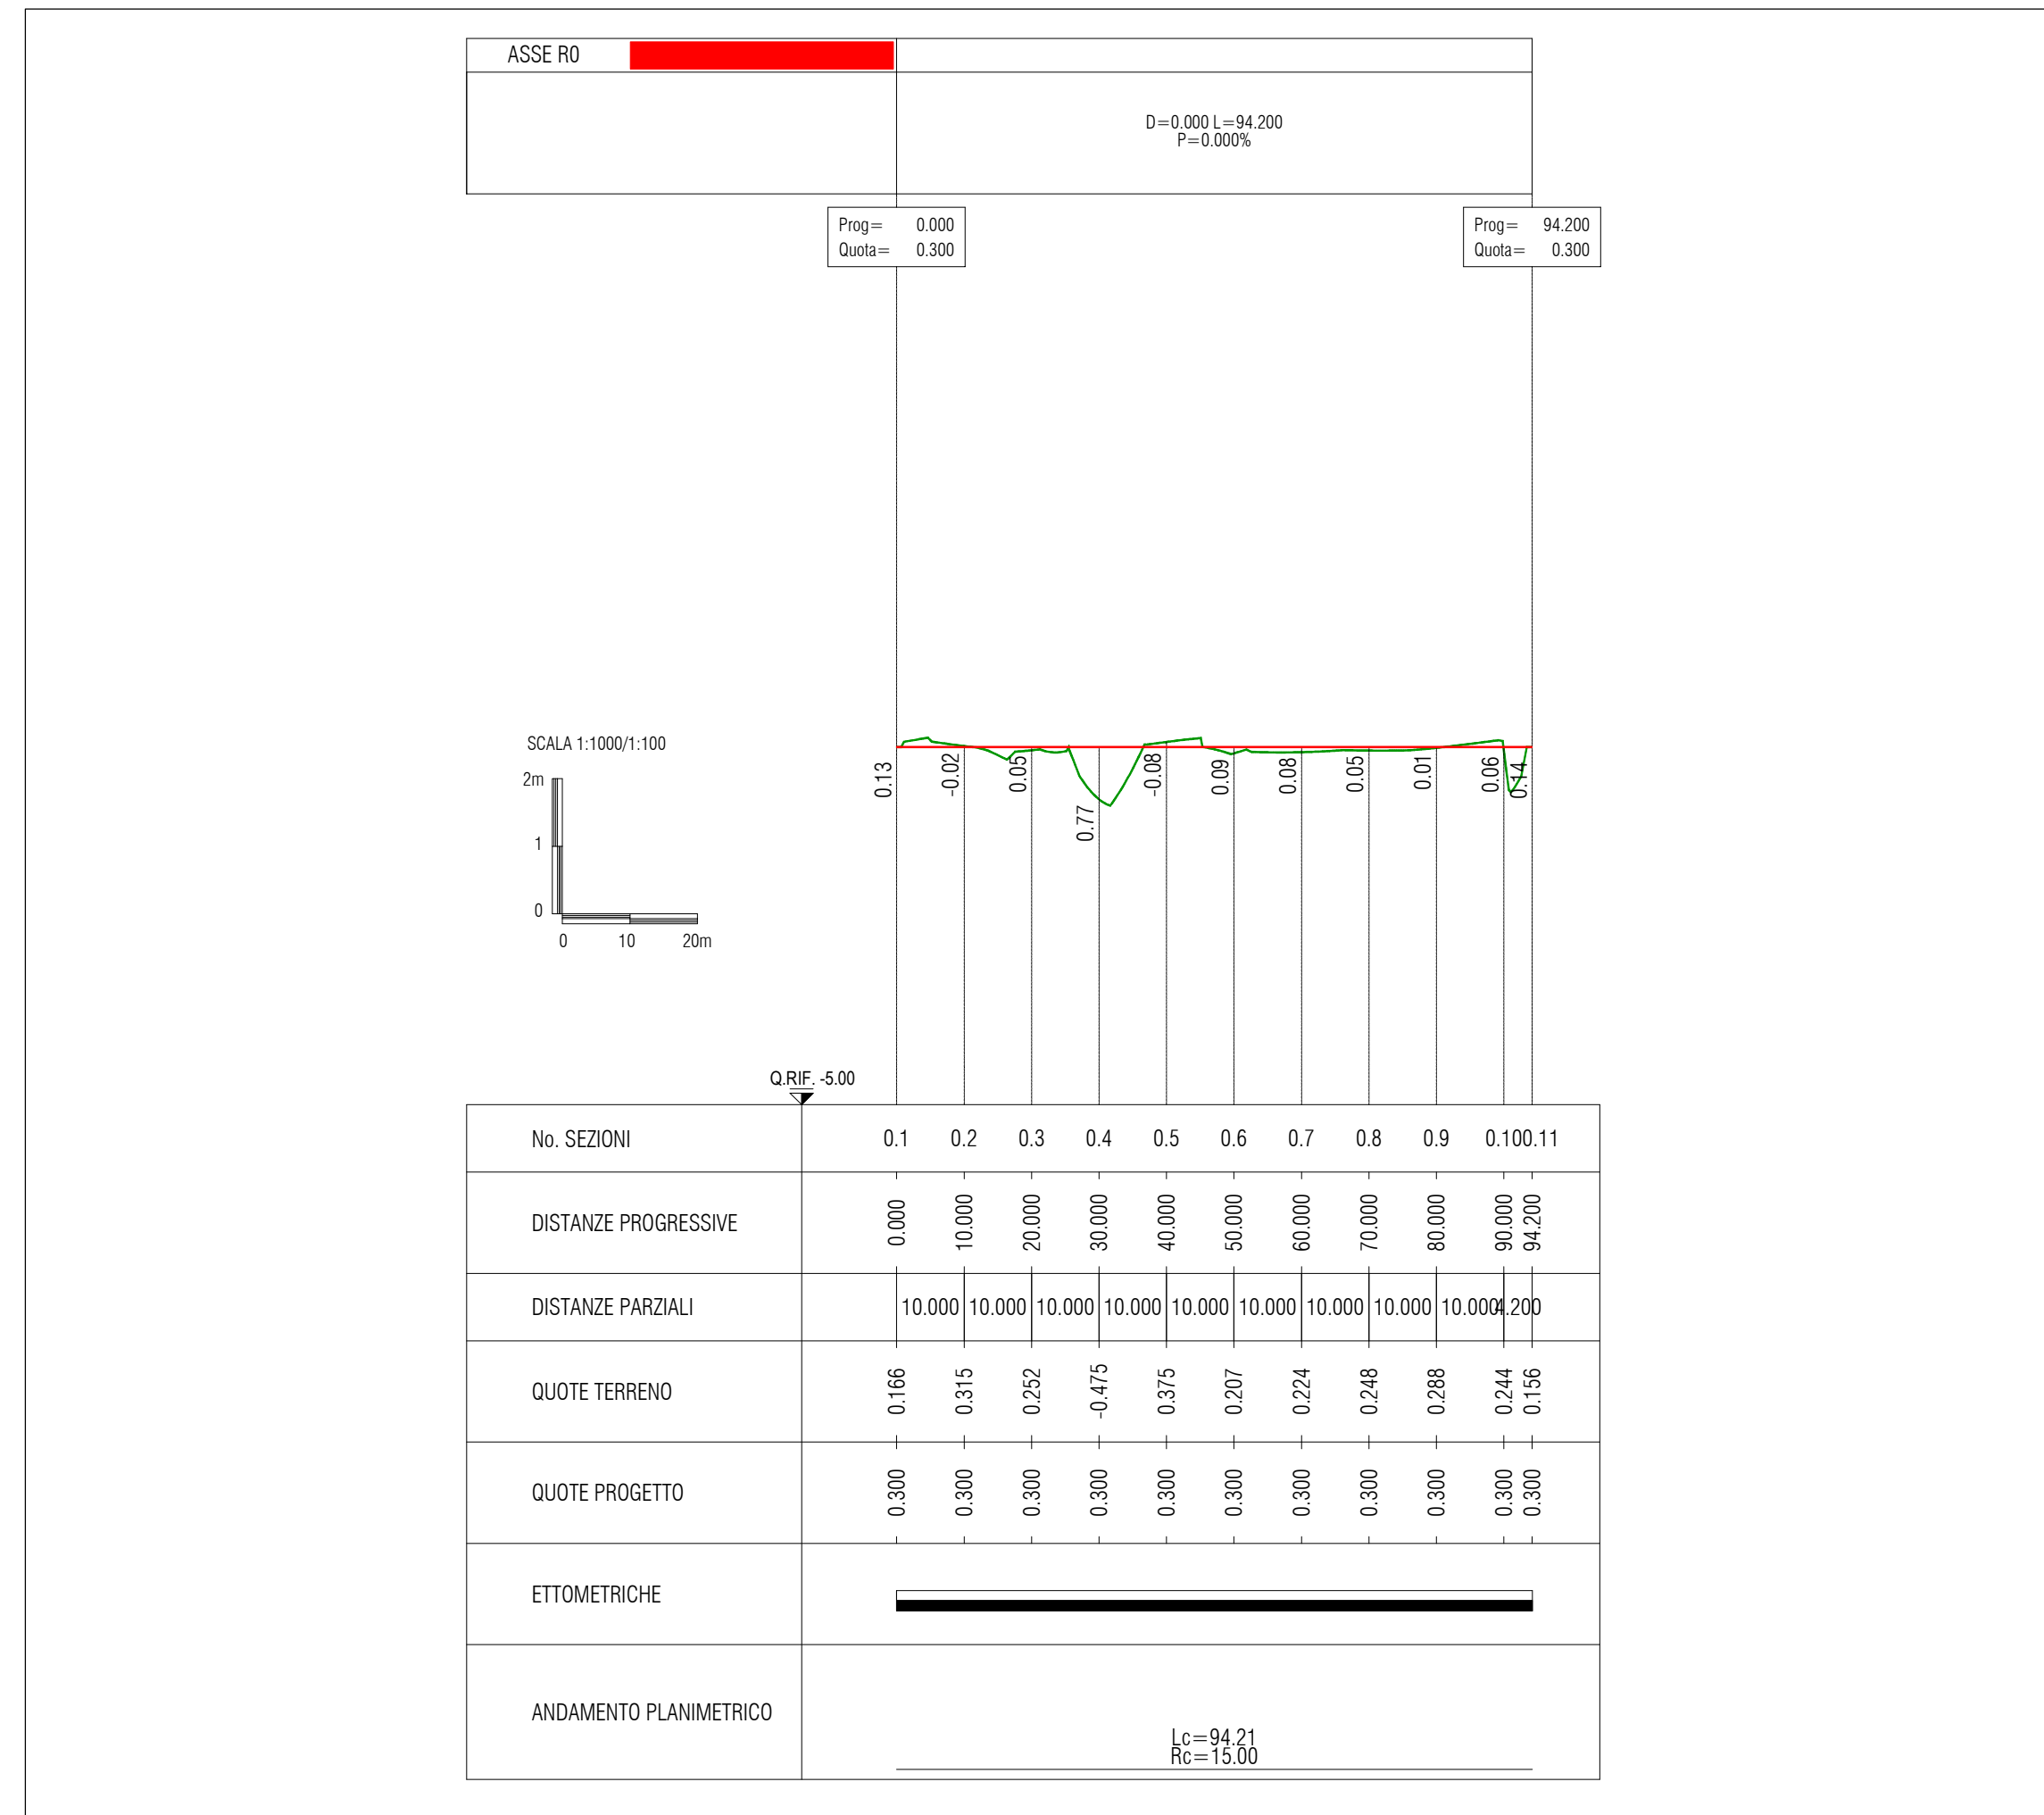 ASSE R0
D=0.000 L=94.200
P=0.000%
Prog= 0.000
Quota= 0.300
Prog= 94.200
Quota= 0.300
SCALA 1:1000/1:100
2m
1
0
0 10 20m
0.13 -0.02 0.05 0.77 -0.08 0.09 0.08 0.05 0.01 0.06 0.14
Q.RIF. -5.00
No. SEZIONI 0.1 0.2 0.3 0.4 0.5 0.6 0.7 0.8 0.9 0.10 0.11
DISTANZE PROGRESSIVE 0.000 10.000 20.000 30.000 40.000 50.000 60.000 70.000 80.000 90.000 94.200
DISTANZE PARZIALI 10.000 10.000 10.000 10.000 10.000 10.000 10.000 10.000 10.000 4.200
QUOTE TERRENO 0.166 0.315 0.252 -0.475 0.375 0.207 0.224 0.248 0.288 0.244 0.156
QUOTE PROGETTO 0.300 0.300 0.300 0.300 0.300 0.300 0.300 0.300 0.300 0.300 0.300
ETTOMETRICHE
ANDAMENTO PLANIMETRICO
Lc=94.21
Rc=15.00